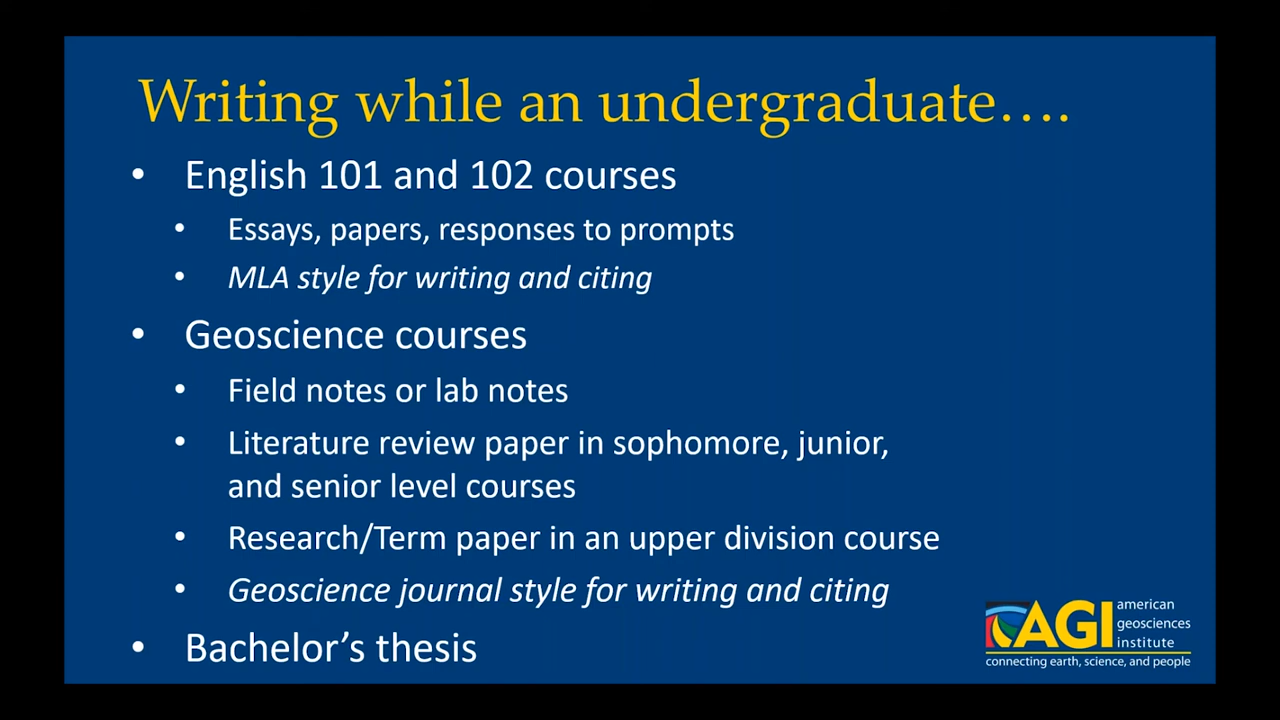 Writing while an undergraduate….
• English 101 and 102 courses
• Essays, papers, responses to prompts
• MLA style for writing and citing
• Geoscience courses
• Field notes or lab notes
• Literature review paper in sophomore, junior,
and senior level courses
• Research/Term paper in an upper division course
• Geoscience journal style for writing and citing
• Bachelor’s thesis
AGI
american
geosciences
institute
connecting earth, science, and people